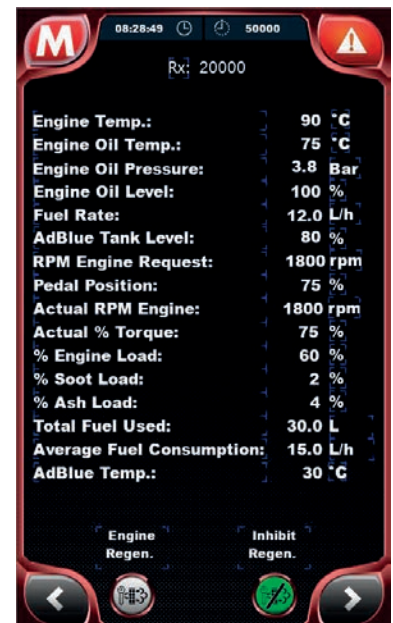 M 08:28:49 50000
Rx: 20000
Engine Temp.: 90 °C
Engine Oil Temp.: 75 °C
Engine Oil Pressure: 3.8 Bar
Engine Oil Level: 100 %
Fuel Rate: 12.0 L/h
AdBlue Tank Level: 80 %
RPM Engine Request: 1800 rpm
Pedal Position: 75 %
Actual RPM Engine: 1800 rpm
Actual % Torque: 75 %
% Engine Load: 60 %
% Soot Load: 2 %
% Ash Load: 4 %
Total Fuel Used: 30.0 L
Average Fuel Consumption: 15.0 L/h
AdBlue Temp.: 30 °C
Engine Inhibit
Regen. Regen.